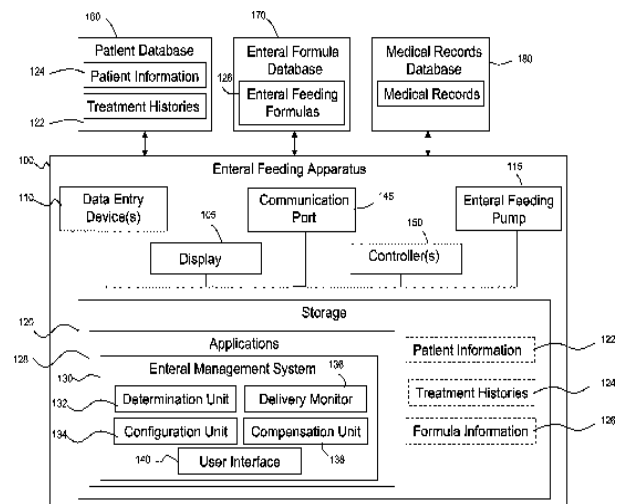 160
Patient Database
124
Patient Information
Treatment Histories
122
170
Enteral Formula
Database
126
Enteral Feeding
Formulas
Medical Records
Database
180
Medical Records
100
Enteral Feeding Apparatus
110
Data Entry
Device(s)
Communication
Port
145
115
Enteral Feeding
Pump
105
Display
150
Controller(s)
Storage
120
Applications
128
Enteral Management System
130
136
132
Determination Unit
Delivery Monitor
134
Configuration Unit
Compensation Unit
140
User Interface
138
Patient Information
122
Treatment Histories
124
Formula Information
126